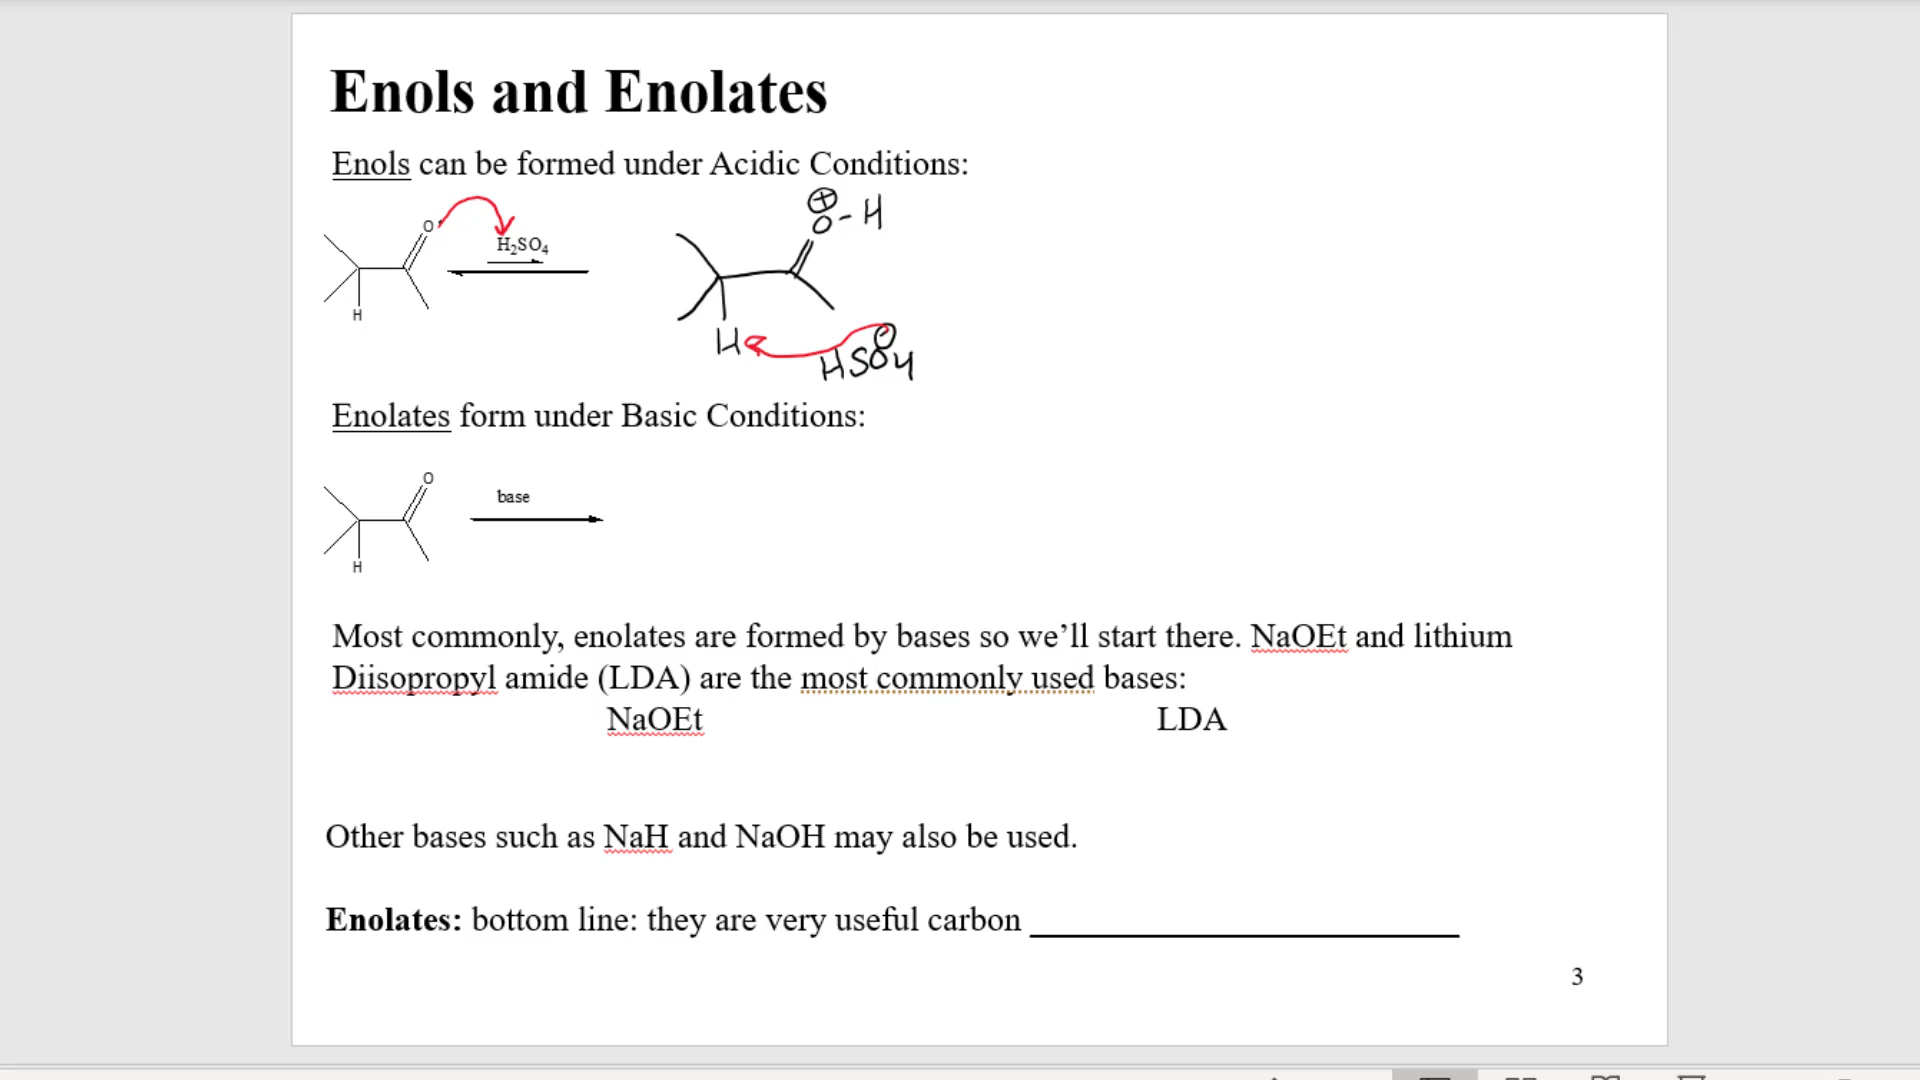 Enols and Enolates
Enols can be formed under Acidic Conditions:
⊕
O
H₂SO₄
O-H
H
H
HSO₄
⊖
Enolates form under Basic Conditions:
O
base
H
Most commonly, enolates are formed by bases so we’ll start there. NaOEt and lithium
Diisopropyl amide (LDA) are the most commonly used bases:
NaOEt LDA
Other bases such as NaH and NaOH may also be used.
Enolates: bottom line: they are very useful carbon
3